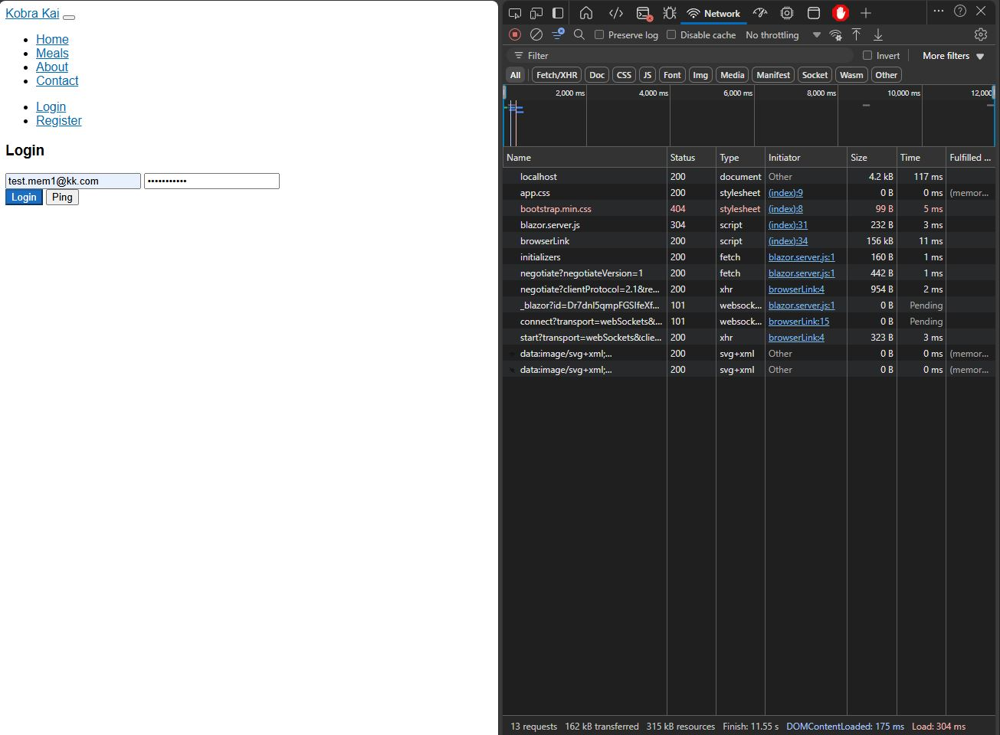 Kobra Kai
Home
Meals
About
Contact
Login
Register
Login
test.mem1@kk.com •••••••••••
Login Ping
Network
Preserve log Disable cache No throttling
Filter Invert More filters
All Fetch/XHR Doc CSS JS Font Img Media Manifest Socket Wasm Other
2,000 ms 4,000 ms 6,000 ms 8,000 ms 10,000 ms 12,000
Name Status Type Initiator Size Time Fulfilled ...
localhost 200 document Other 4.2 kB 117 ms
app.css 200 stylesheet (index):9 0 B 0 ms (memor...
bootstrap.min.css 404 stylesheet (index):8 99 B 5 ms
blazor.server.js 304 script (index):31 232 B 3 ms
browserLink 200 script (index):34 156 kB 11 ms
initializers 200 fetch blazor.server.js:1 160 B 1 ms
negotiate?negotiateVersion=1 200 fetch blazor.server.js:1 442 B 1 ms
negotiate?clientProtocol=2.1&re... 200 xhr browserLink:4 954 B 2 ms
_blazor?id=Dr7dnl5qmpFGSIfeXf... 101 websock... blazor.server.js:1 0 B Pending
connect?transport=webSockets&... 101 websock... browserLink:15 0 B Pending
start?transport=webSockets&clie... 200 xhr browserLink:4 323 B 3 ms
data:image/svg+xml;... 200 svg+xml Other 0 B 0 ms (memor...
data:image/svg+xml;... 200 svg+xml Other 0 B 0 ms (memor...
13 requests 162 kB transferred 315 kB resources Finish: 11.55 s DOMContentLoaded: 175 ms Load: 304 ms